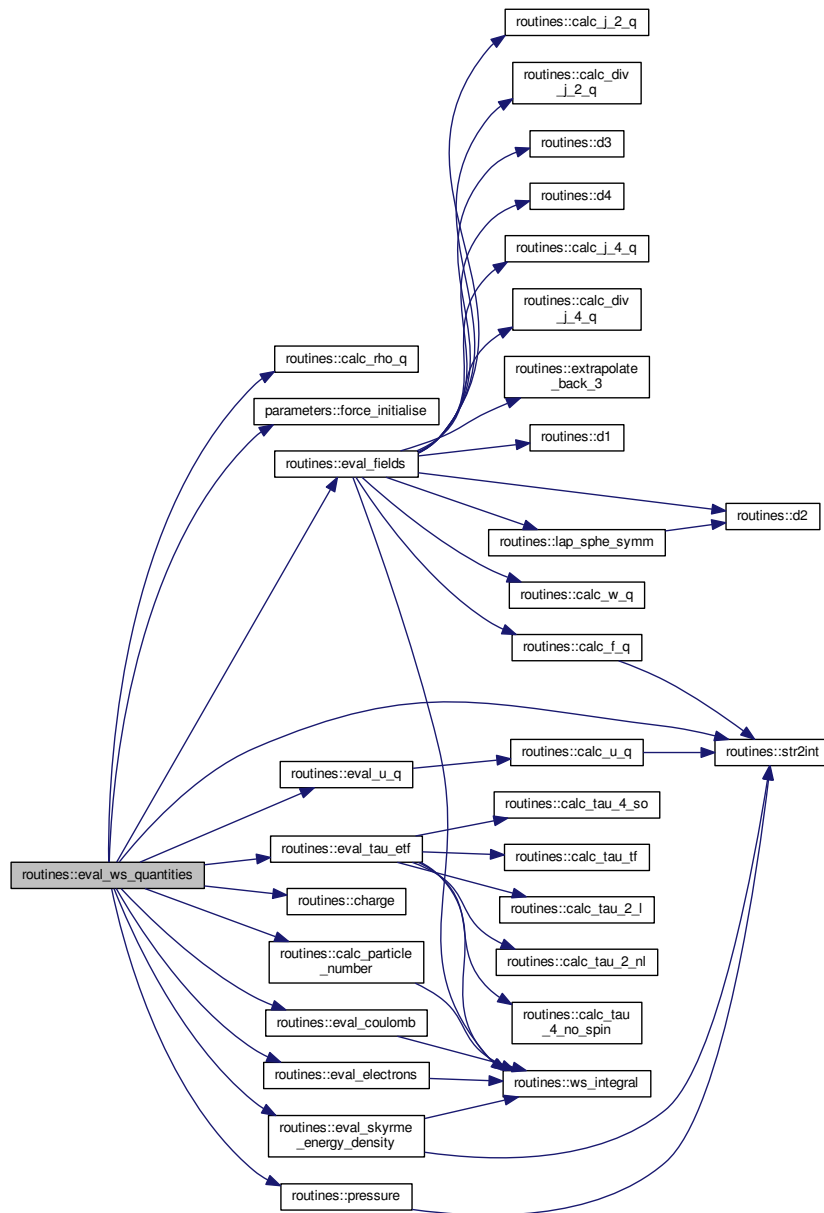 routines::calc_j_2_q
routines::calc_div
_j_2_q
routines::d3
routines::d4
routines::calc_j_4_q
routines::calc_div
_j_4_q
routines::calc_rho_q
routines::extrapolate
_back_3
parameters::force_initialise
routines::d1
routines::eval_fields
routines::d2
routines::lap_sphe_symm
routines::calc_w_q
routines::calc_f_q
routines::str2int
routines::calc_u_q
routines::eval_u_q
routines::calc_tau_4_so
routines::eval_tau_etf
routines::calc_tau_tf
routines::eval_ws_quantities
routines::charge
routines::calc_tau_2_l
routines::calc_particle
_number
routines::calc_tau_2_nl
routines::calc_tau
_4_no_spin
routines::eval_coulomb
routines::eval_electrons
routines::ws_integral
routines::eval_skyrme
_energy_density
routines::pressure